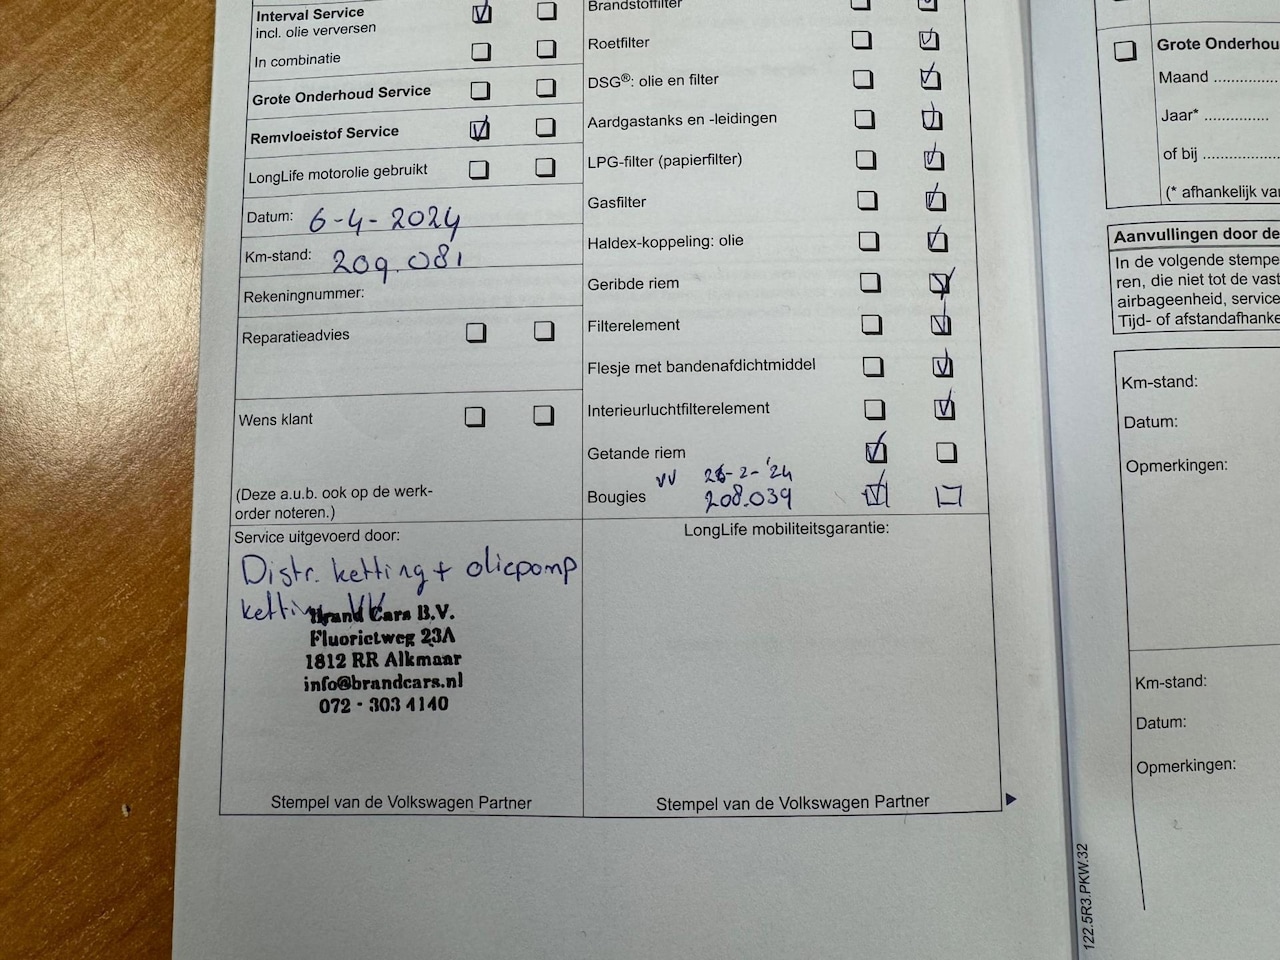 Interval Service
incl. olie verversen
In combinatie
Grote Onderhoud Service
Remvloeistof Service
LongLife motorolie gebruikt
Datum: 6-4-2024
Km-stand: 209.081
Rekeningnummer:
Reparatieadvies
Wens klant
(Deze a.u.b. ook op de werk-
order noteren.)
Service uitgevoerd door:
Distr. ketting + oliepomp
ketting VV
Brand Cars B.V.
Fluorietweg 23A
1812 RR Alkmaar
info@brandcars.nl
072 - 303 4140
Stempel van de Volkswagen Partner
Brandstoffilter
Roetfilter
DSG®: olie en filter
Aardgastanks en -leidingen
LPG-filter (papierfilter)
Gasfilter
Haldex-koppeling: olie
Geribde riem
Filterelement
Flesje met bandenafdichtmiddel
Interieurluchtfilterelement
Getande riem
VV 26-2-'24
Bougies 208.039
LongLife mobiliteitsgarantie:
Stempel van de Volkswagen Partner
122.5R3.PKW.32
Grote Onderhou
Maand ...............
Jaar* ...............
of bij ...............
(* afhankelijk van
Aanvullingen door de
In de volgende stempe
ren, die niet tot de vast
airbageenheid, service
Tijd- of afstandafhanke
Km-stand:
Datum:
Opmerkingen:
Km-stand:
Datum:
Opmerkingen: